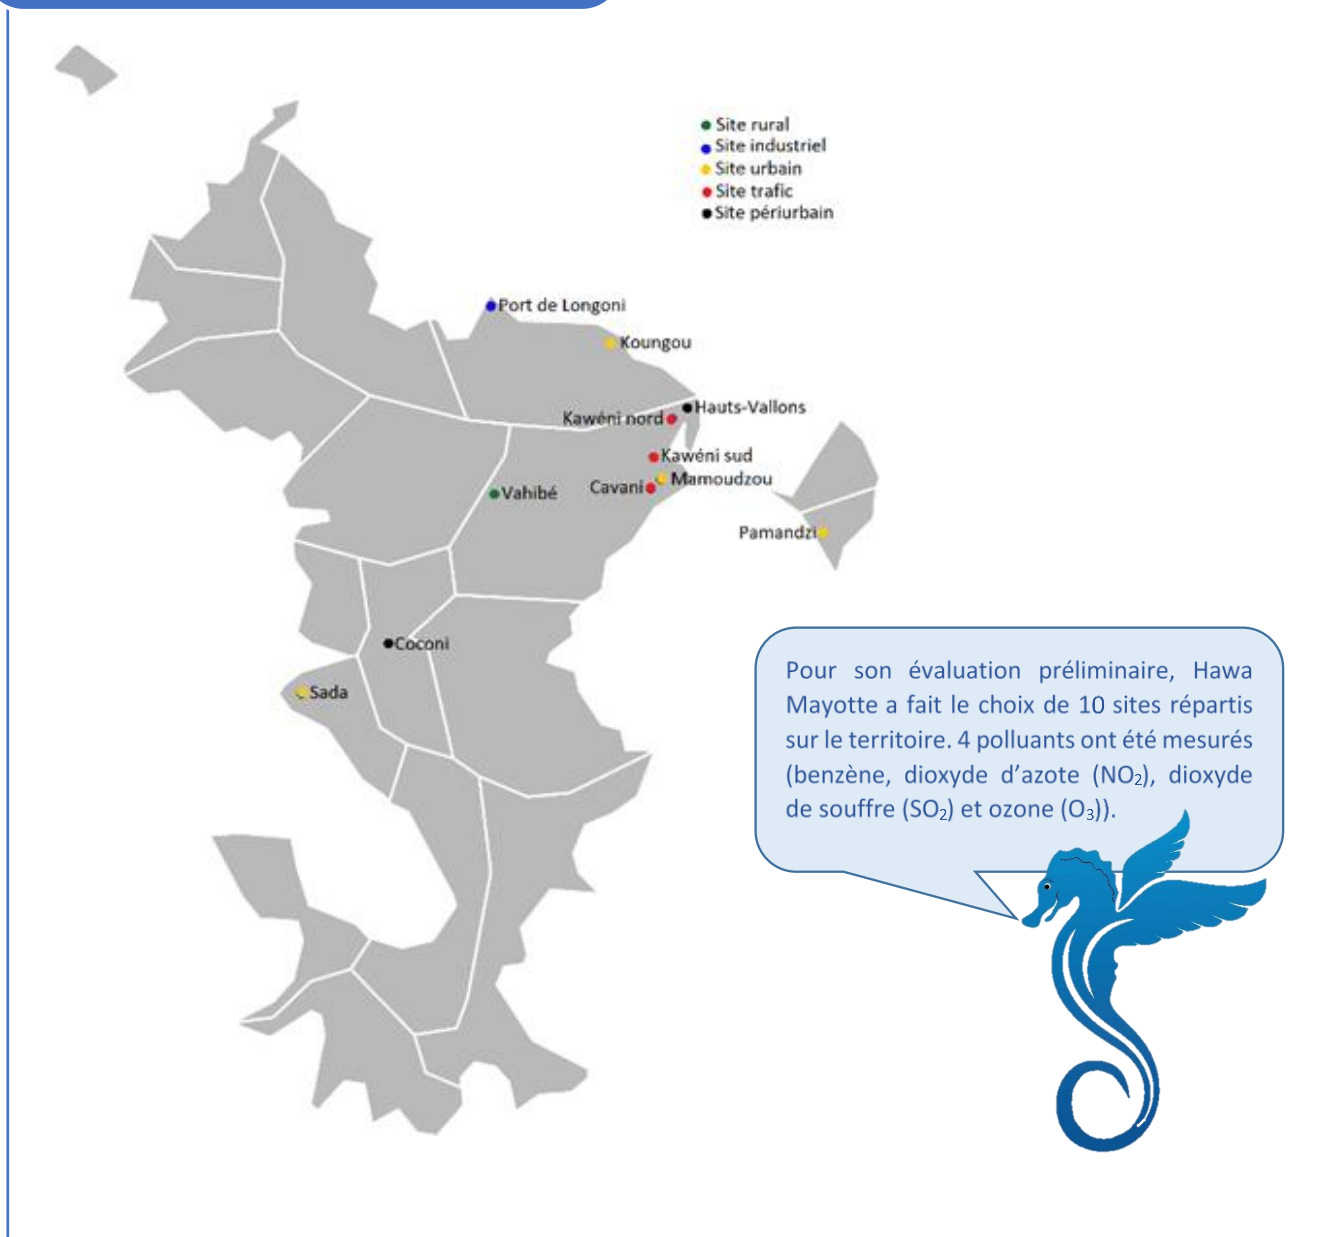 Site rural
Site industriel
Site urbain
Site trafic
Site périurbain
Port de Longoni
Koungou
Hauts-Vallons
Kawéni nord
Kawéni sud
Mamoudzou
Cavani
Vahibé
Pamandzi
Coconi
Sada
Pour son évaluation préliminaire, Hawa
Mayotte a fait le choix de 10 sites répartis
sur le territoire. 4 polluants ont été mesurés
(benzène, dioxyde d’azote (NO₂), dioxyde
de souffre (SO₂) et ozone (O₃)).